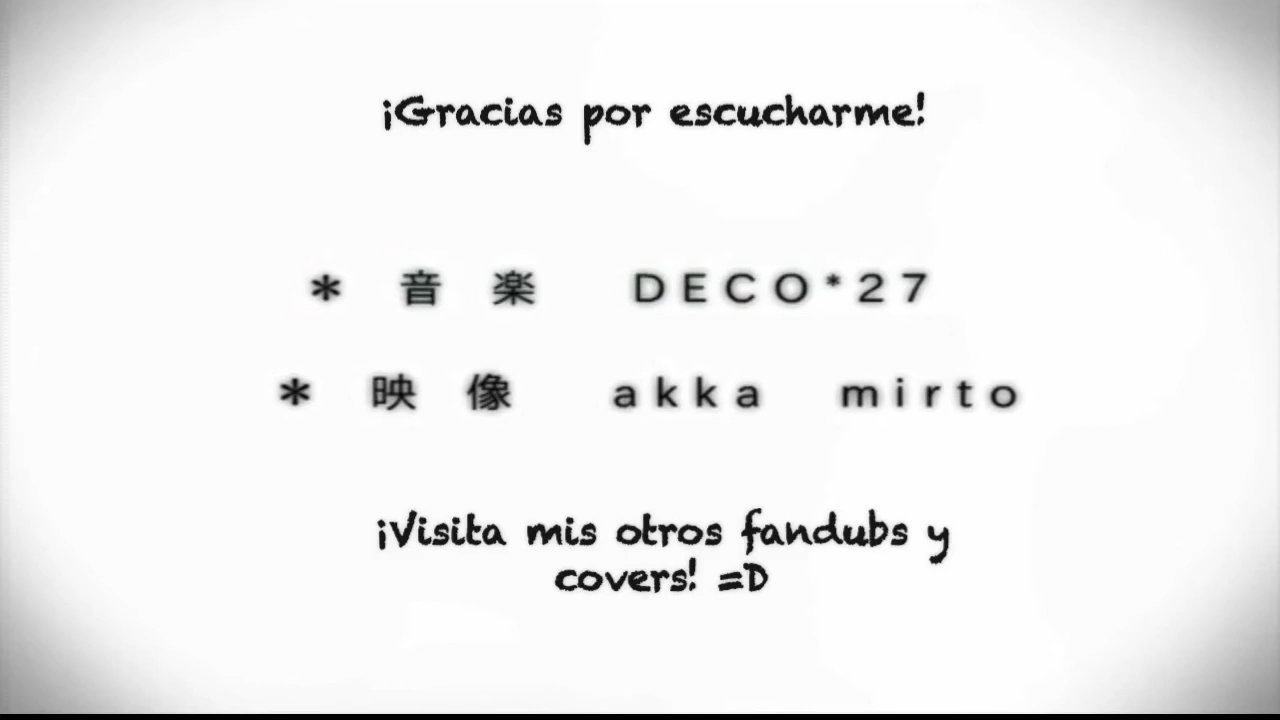 ¡Gracias por escucharme!
* 音 楽 DECO*27
* 映 像 akka mirto
¡Visita mis otros fandubs y
covers! =D